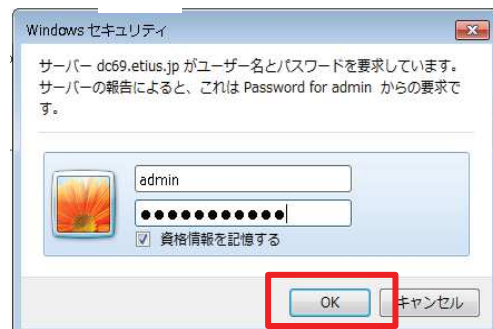 Windows セキュリティ
サーバー dc69.etius.jp がユーザー名とパスワードを要求しています。
サーバーの報告によると、これは Password for admin からの要求で
す。
admin
●●●●●●●●●●●
資格情報を記憶する
OK
キャンセル